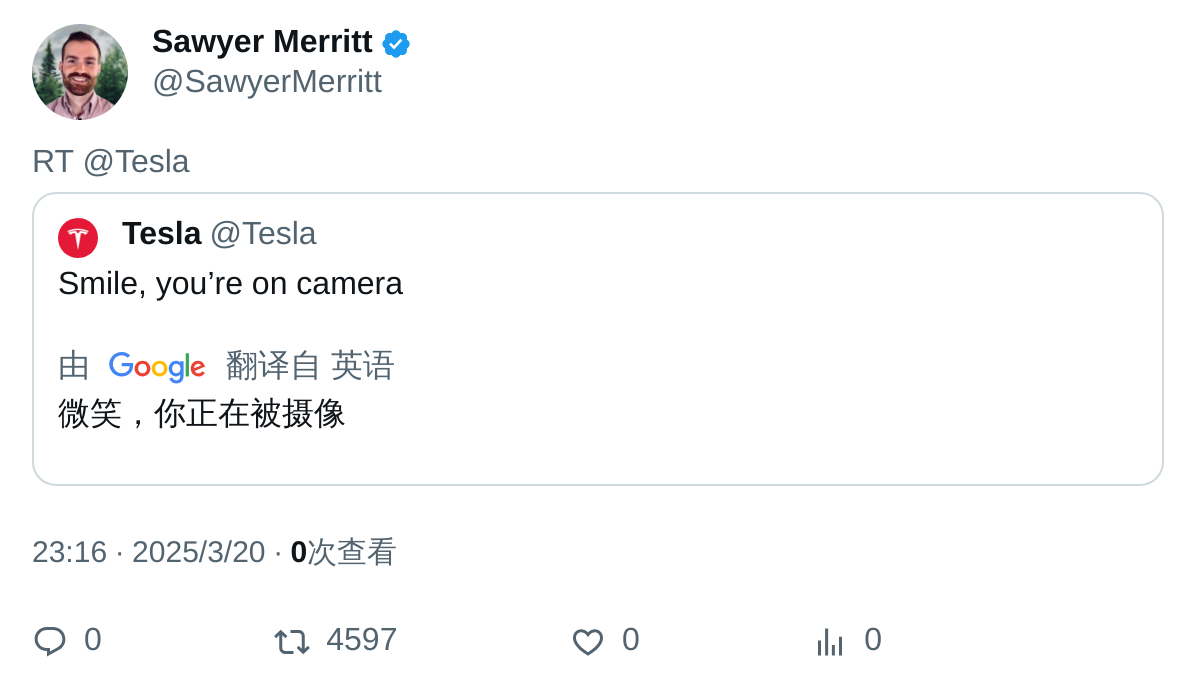 Sawyer Merritt
@SawyerMerritt
RT @Tesla
Tesla @Tesla
Smile, you’re on camera
由 Google 翻译自 英语
微笑，你正在被摄像
23:16 · 2025/3/20 · 0次查看
0 4597 0 0